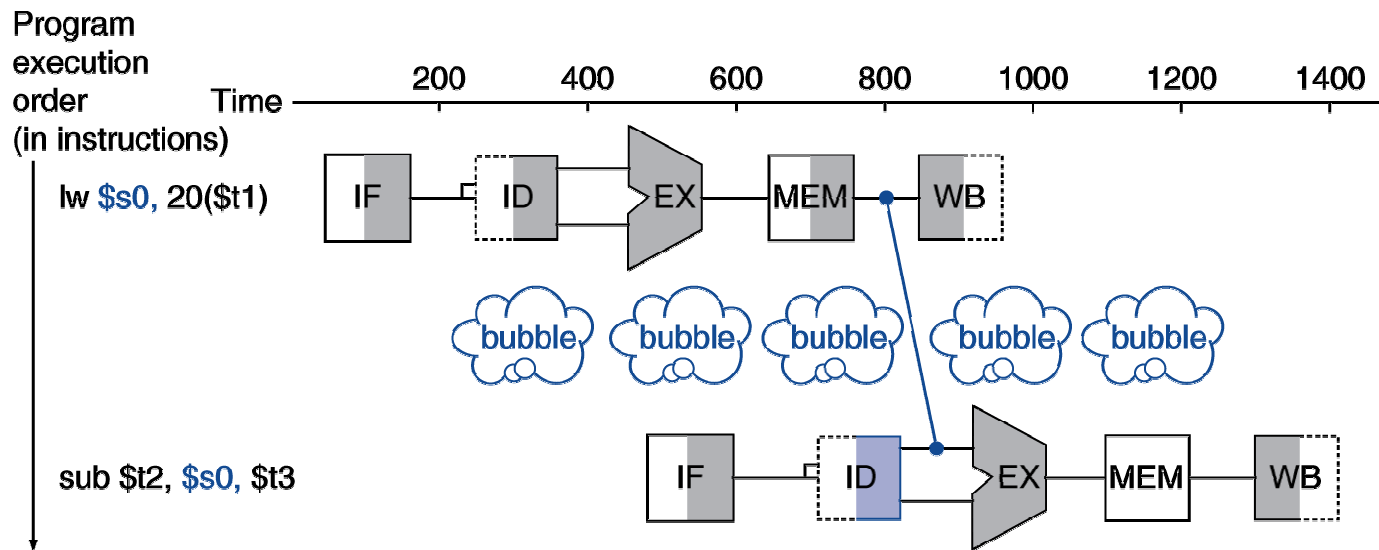 Program
execution
order
(in instructions)
Time
200 400 600 800 1000 1200 1400
lw $s0, 20($t1)
IF ID EX MEM WB
bubble bubble bubble bubble bubble
sub $t2, $s0, $t3
IF ID EX MEM WB